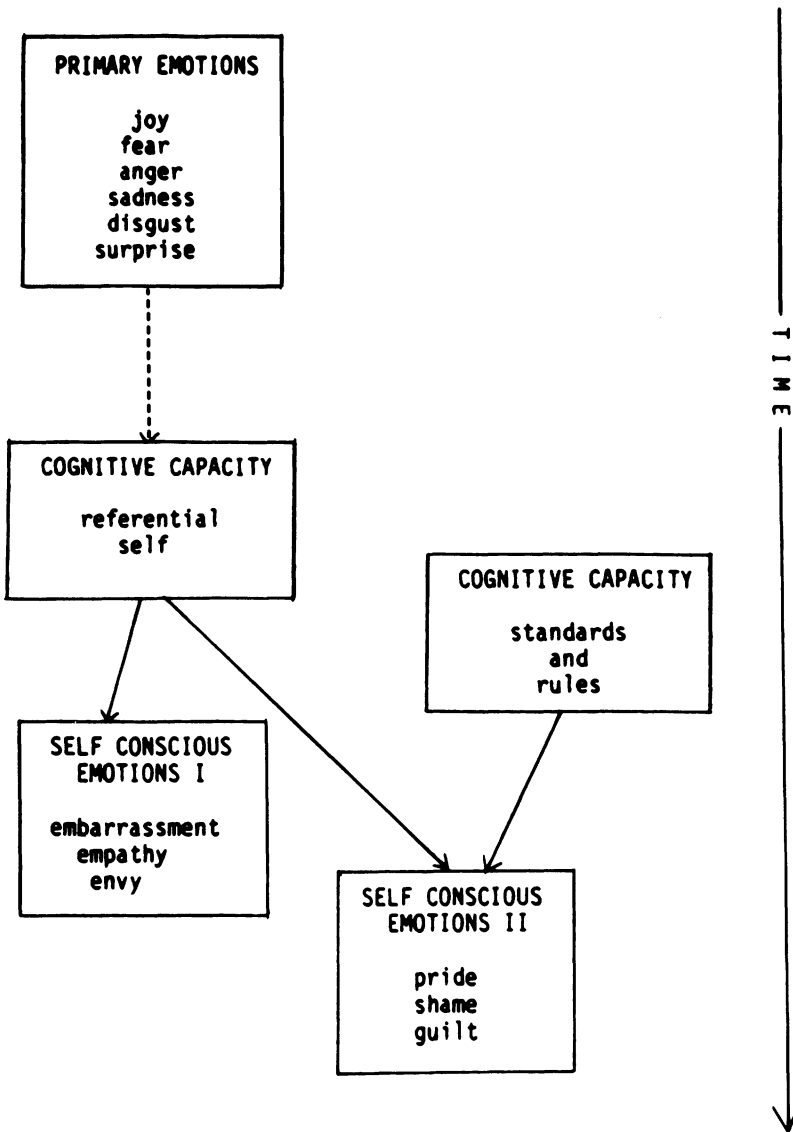 PRIMARY EMOTIONS
joy
fear
anger
sadness
disgust
surprise
TIME
COGNITIVE CAPACITY
referential
self
COGNITIVE CAPACITY
standards
and
rules
SELF CONSCIOUS
EMOTIONS I
embarrassment
empathy
envy
SELF CONSCIOUS
EMOTIONS II
pride
shame
guilt